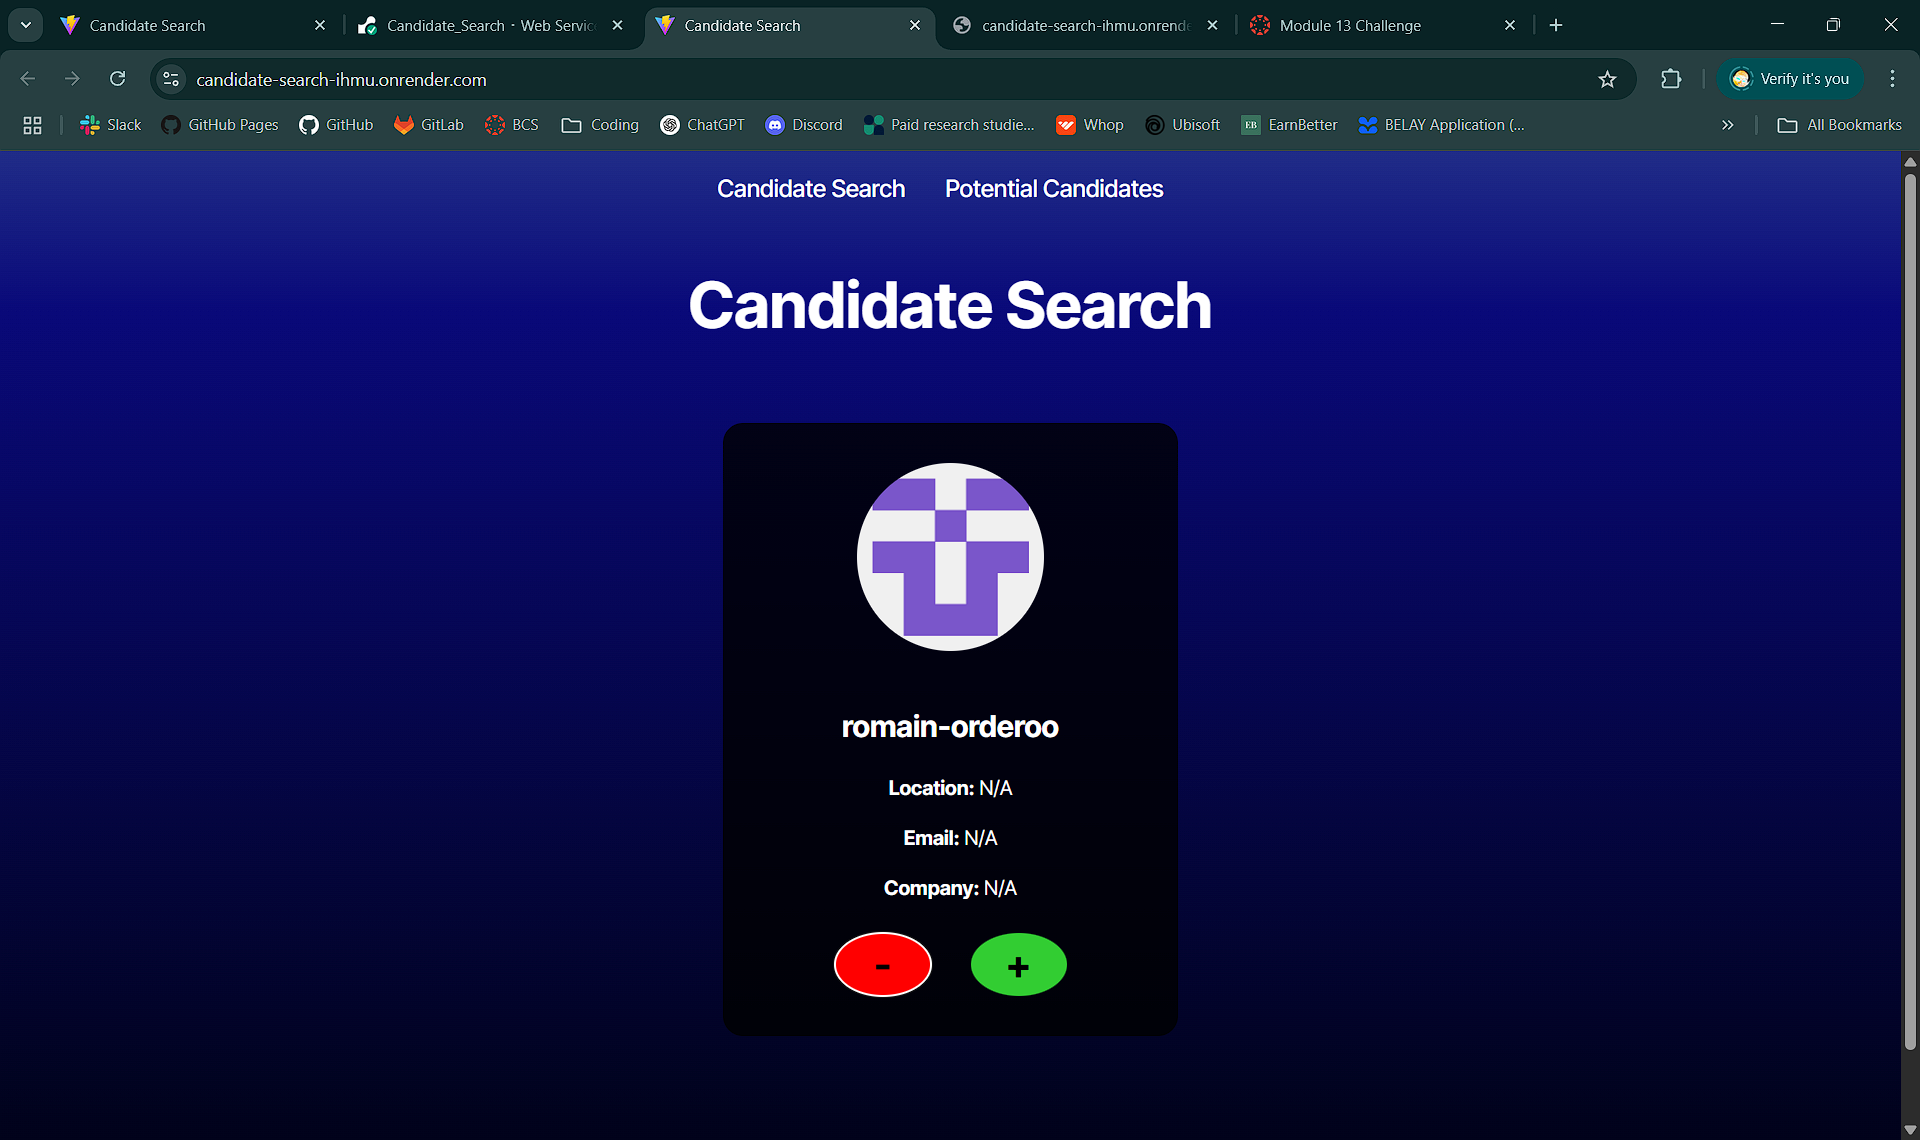 Candidate Search
Candidate_Search · Web Servic
Candidate Search
candidate-search-ihmu.onrende
Module 13 Challenge
candidate-search-ihmu.onrender.com
Verify it's you
Slack
GitHub Pages
GitHub
GitLab
BCS
Coding
ChatGPT
Discord
Paid research studie...
Whop
Ubisoft
EB
EarnBetter
BELAY Application (...
All Bookmarks
Candidate Search
Potential Candidates
Candidate Search
romain-orderoo
Location: N/A
Email: N/A
Company: N/A
-
+